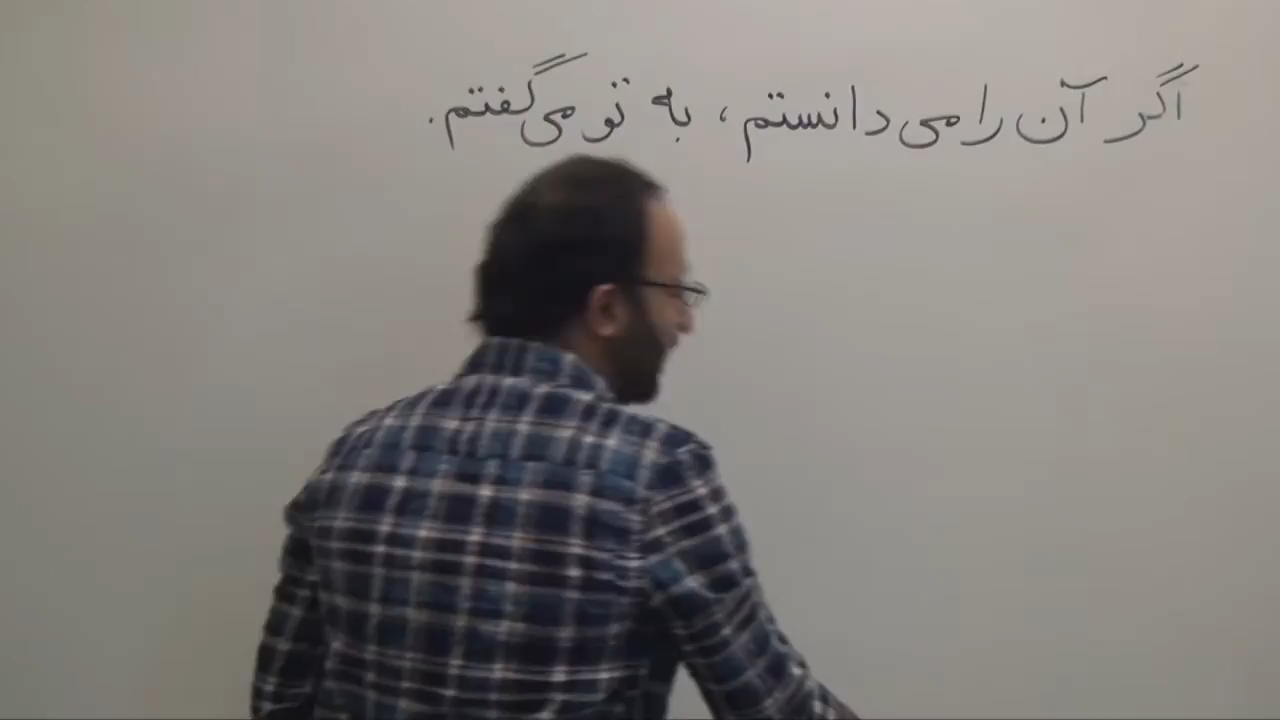 اگر آن را می دانستم، به تو می گفتم.